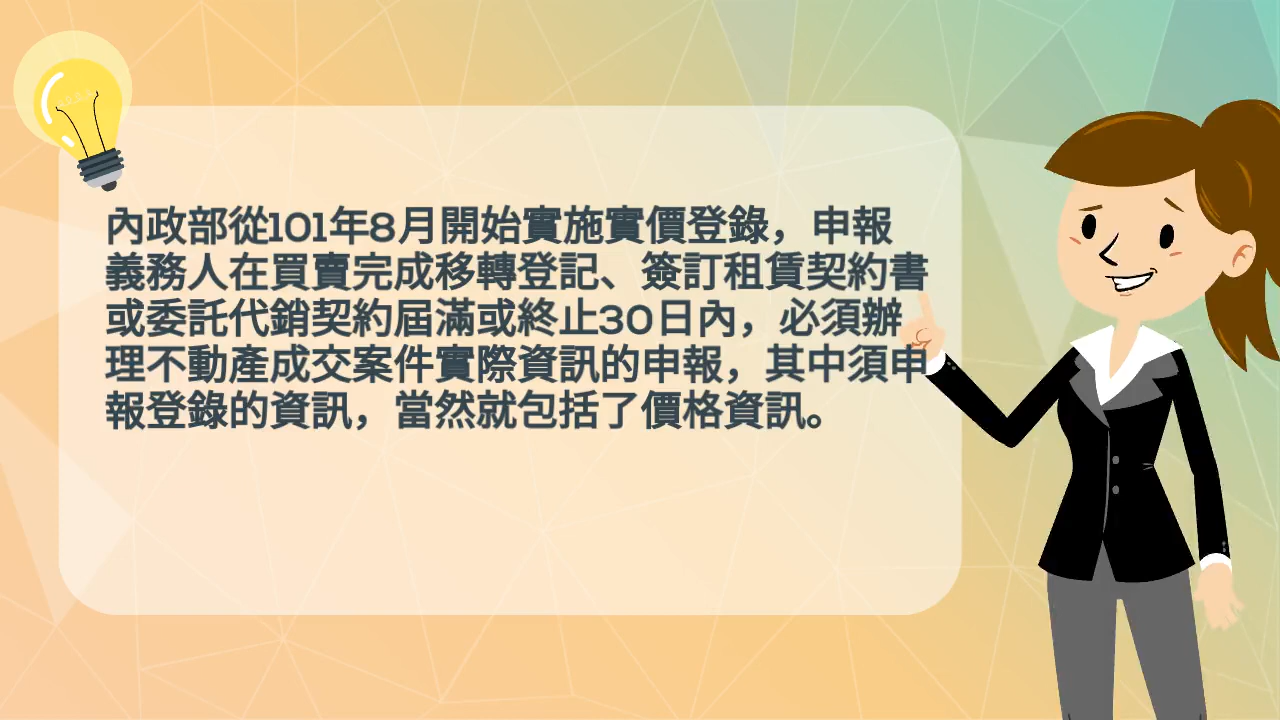 內政部從101年8月開始實施實價登錄，申報
義務人在買賣完成移轉登記、簽訂租賃契約書
或委託代銷契約屆滿或終止30日內，必須辦
理不動產成交案件實際資訊的申報，其中須申
報登錄的資訊，當然就包括了價格資訊。